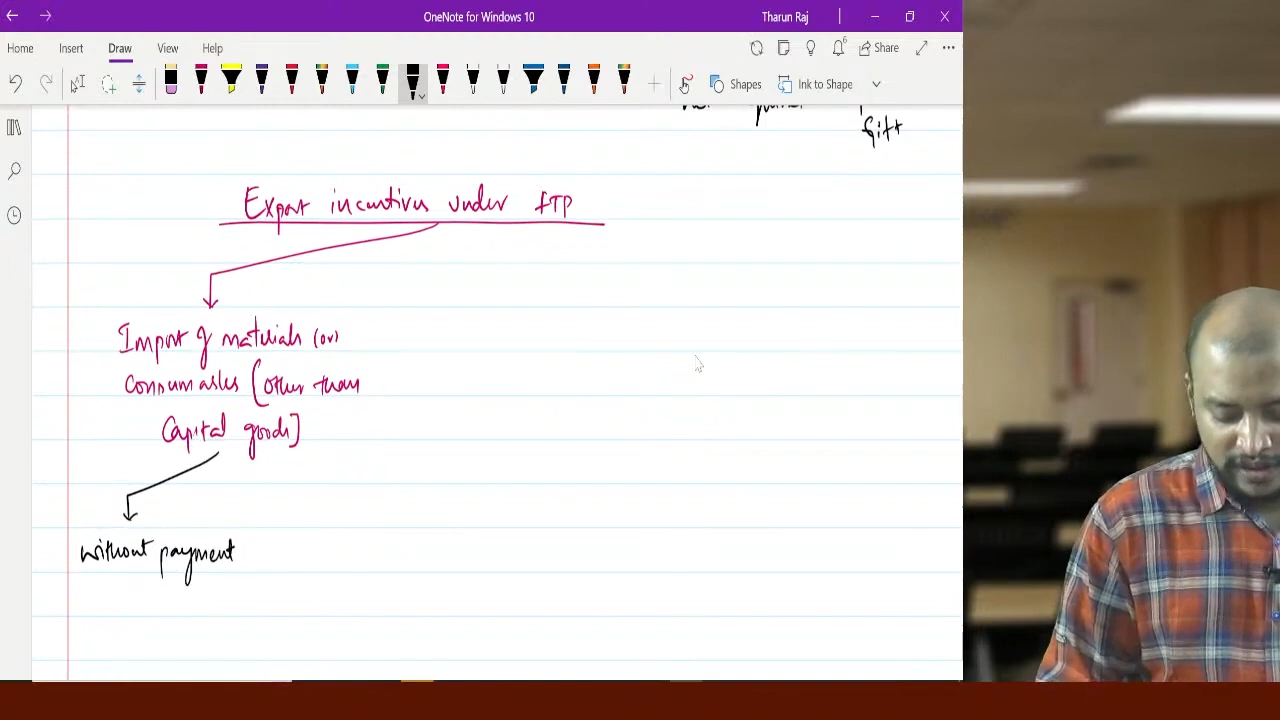 OneNote for Windows 10
Tharun Raj
Home Insert Draw View Help
6
Share
Shapes
Ink to Shape
Gift
Export incentives under FTP
Import of materials (or)
Consumables (other than
Capital goods]
without payment